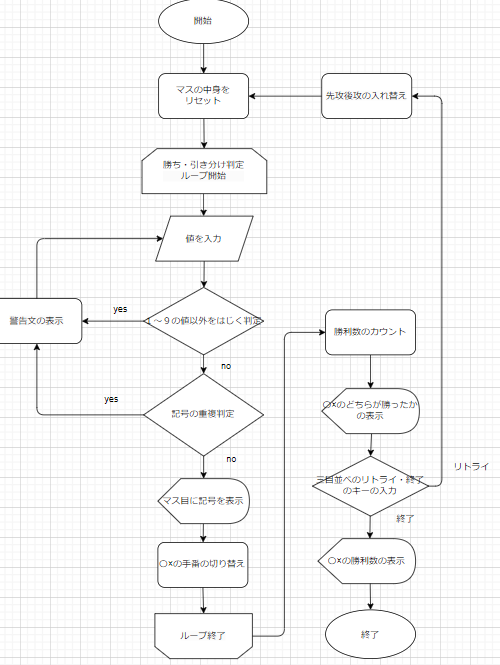 開始
マスの中身を
リセット
先攻後攻の入れ替え
勝ち・引き分け判定
ループ開始
値を入力
1～9の値以外をはじく判定
yes
警告文の表示
no
記号の重複判定
yes
no
マス目に記号を表示
〇×の手番の切り替え
ループ終了
勝利数のカウント
〇×のどちらが勝ったか
の表示
三目並べのリトライ・終了
のキーの入力
リトライ
終了
〇×の勝利数の表示
終了